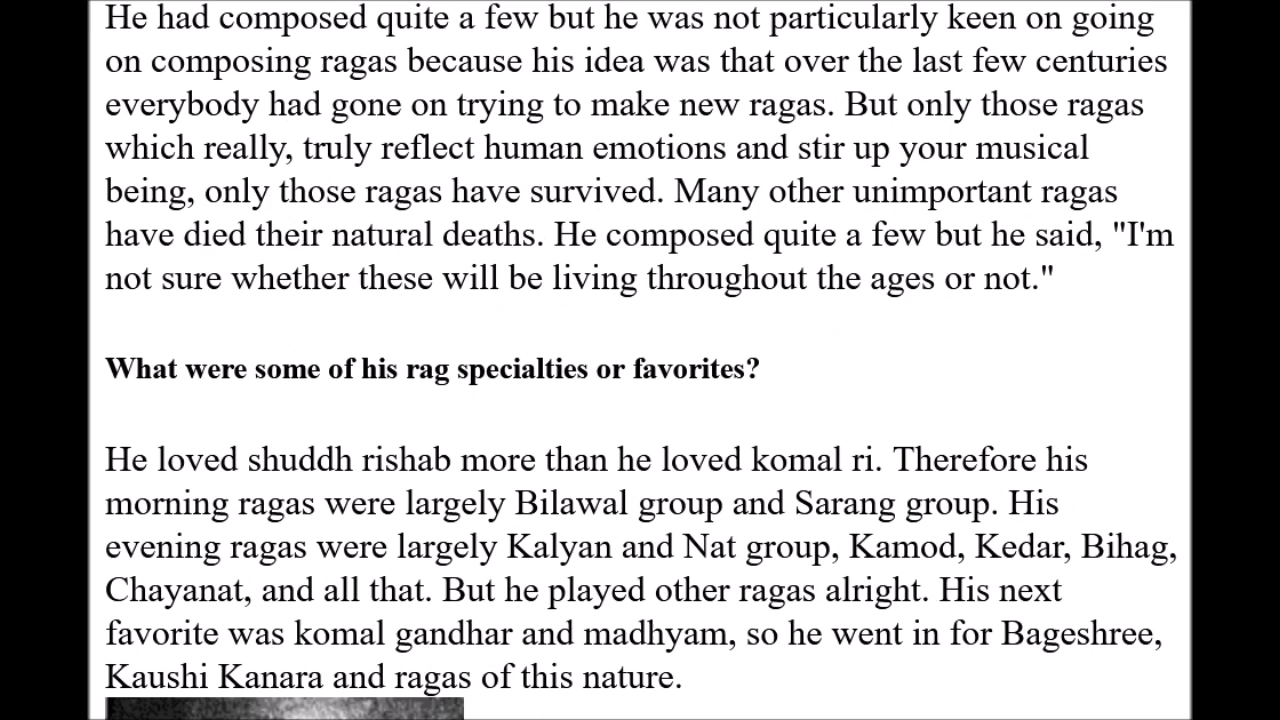 He had composed quite a few but he was not particularly keen on going
on composing ragas because his idea was that over the last few centuries
everybody had gone on trying to make new ragas. But only those ragas
which really, truly reflect human emotions and stir up your musical
being, only those ragas have survived. Many other unimportant ragas
have died their natural deaths. He composed quite a few but he said, "I'm
not sure whether these will be living throughout the ages or not."
What were some of his rag specialties or favorites?
He loved shuddh rishab more than he loved komal ri. Therefore his
morning ragas were largely Bilawal group and Sarang group. His
evening ragas were largely Kalyan and Nat group, Kamod, Kedar, Bihag,
Chayanat, and all that. But he played other ragas alright. His next
favorite was komal gandhar and madhyam, so he went in for Bageshree,
Kaushi Kanara and ragas of this nature.